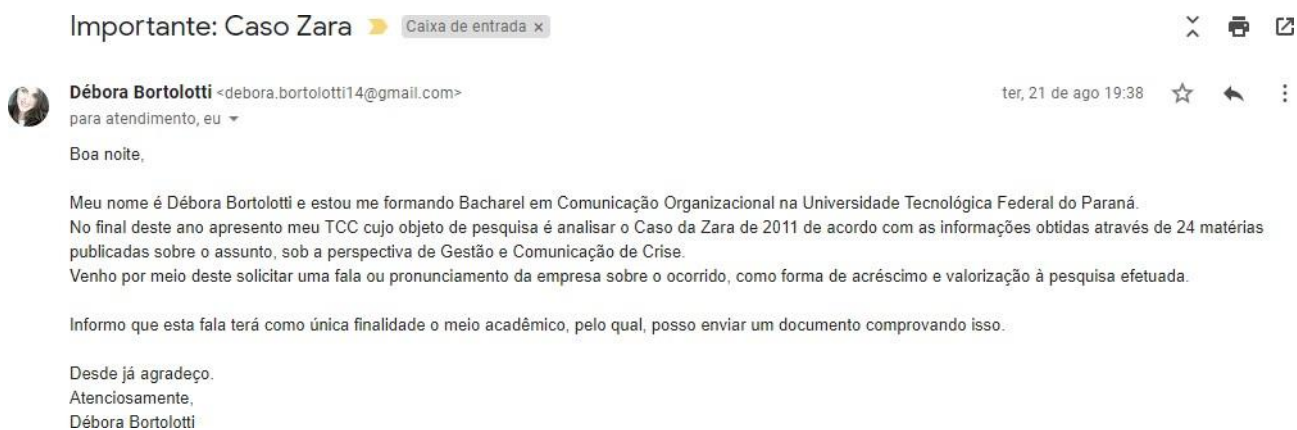 Importante: Caso Zara Caixa de entrada x
Débora Bortolotti <debora.bortolotti14@gmail.com> ter, 21 de ago 19:38
para atendimento, eu
Boa noite,
Meu nome é Débora Bortolotti e estou me formando Bacharel em Comunicação Organizacional na Universidade Tecnológica Federal do Paraná.
No final deste ano apresento meu TCC cujo objeto de pesquisa é analisar o Caso da Zara de 2011 de acordo com as informações obtidas através de 24 matérias
publicadas sobre o assunto, sob a perspectiva de Gestão e Comunicação de Crise.
Venho por meio deste solicitar uma fala ou pronunciamento da empresa sobre o ocorrido, como forma de acréscimo e valorização à pesquisa efetuada.
Informo que esta fala terá como única finalidade o meio acadêmico, pelo qual, posso enviar um documento comprovando isso.
Desde já agradeço.
Atenciosamente,
Débora Bortolotti